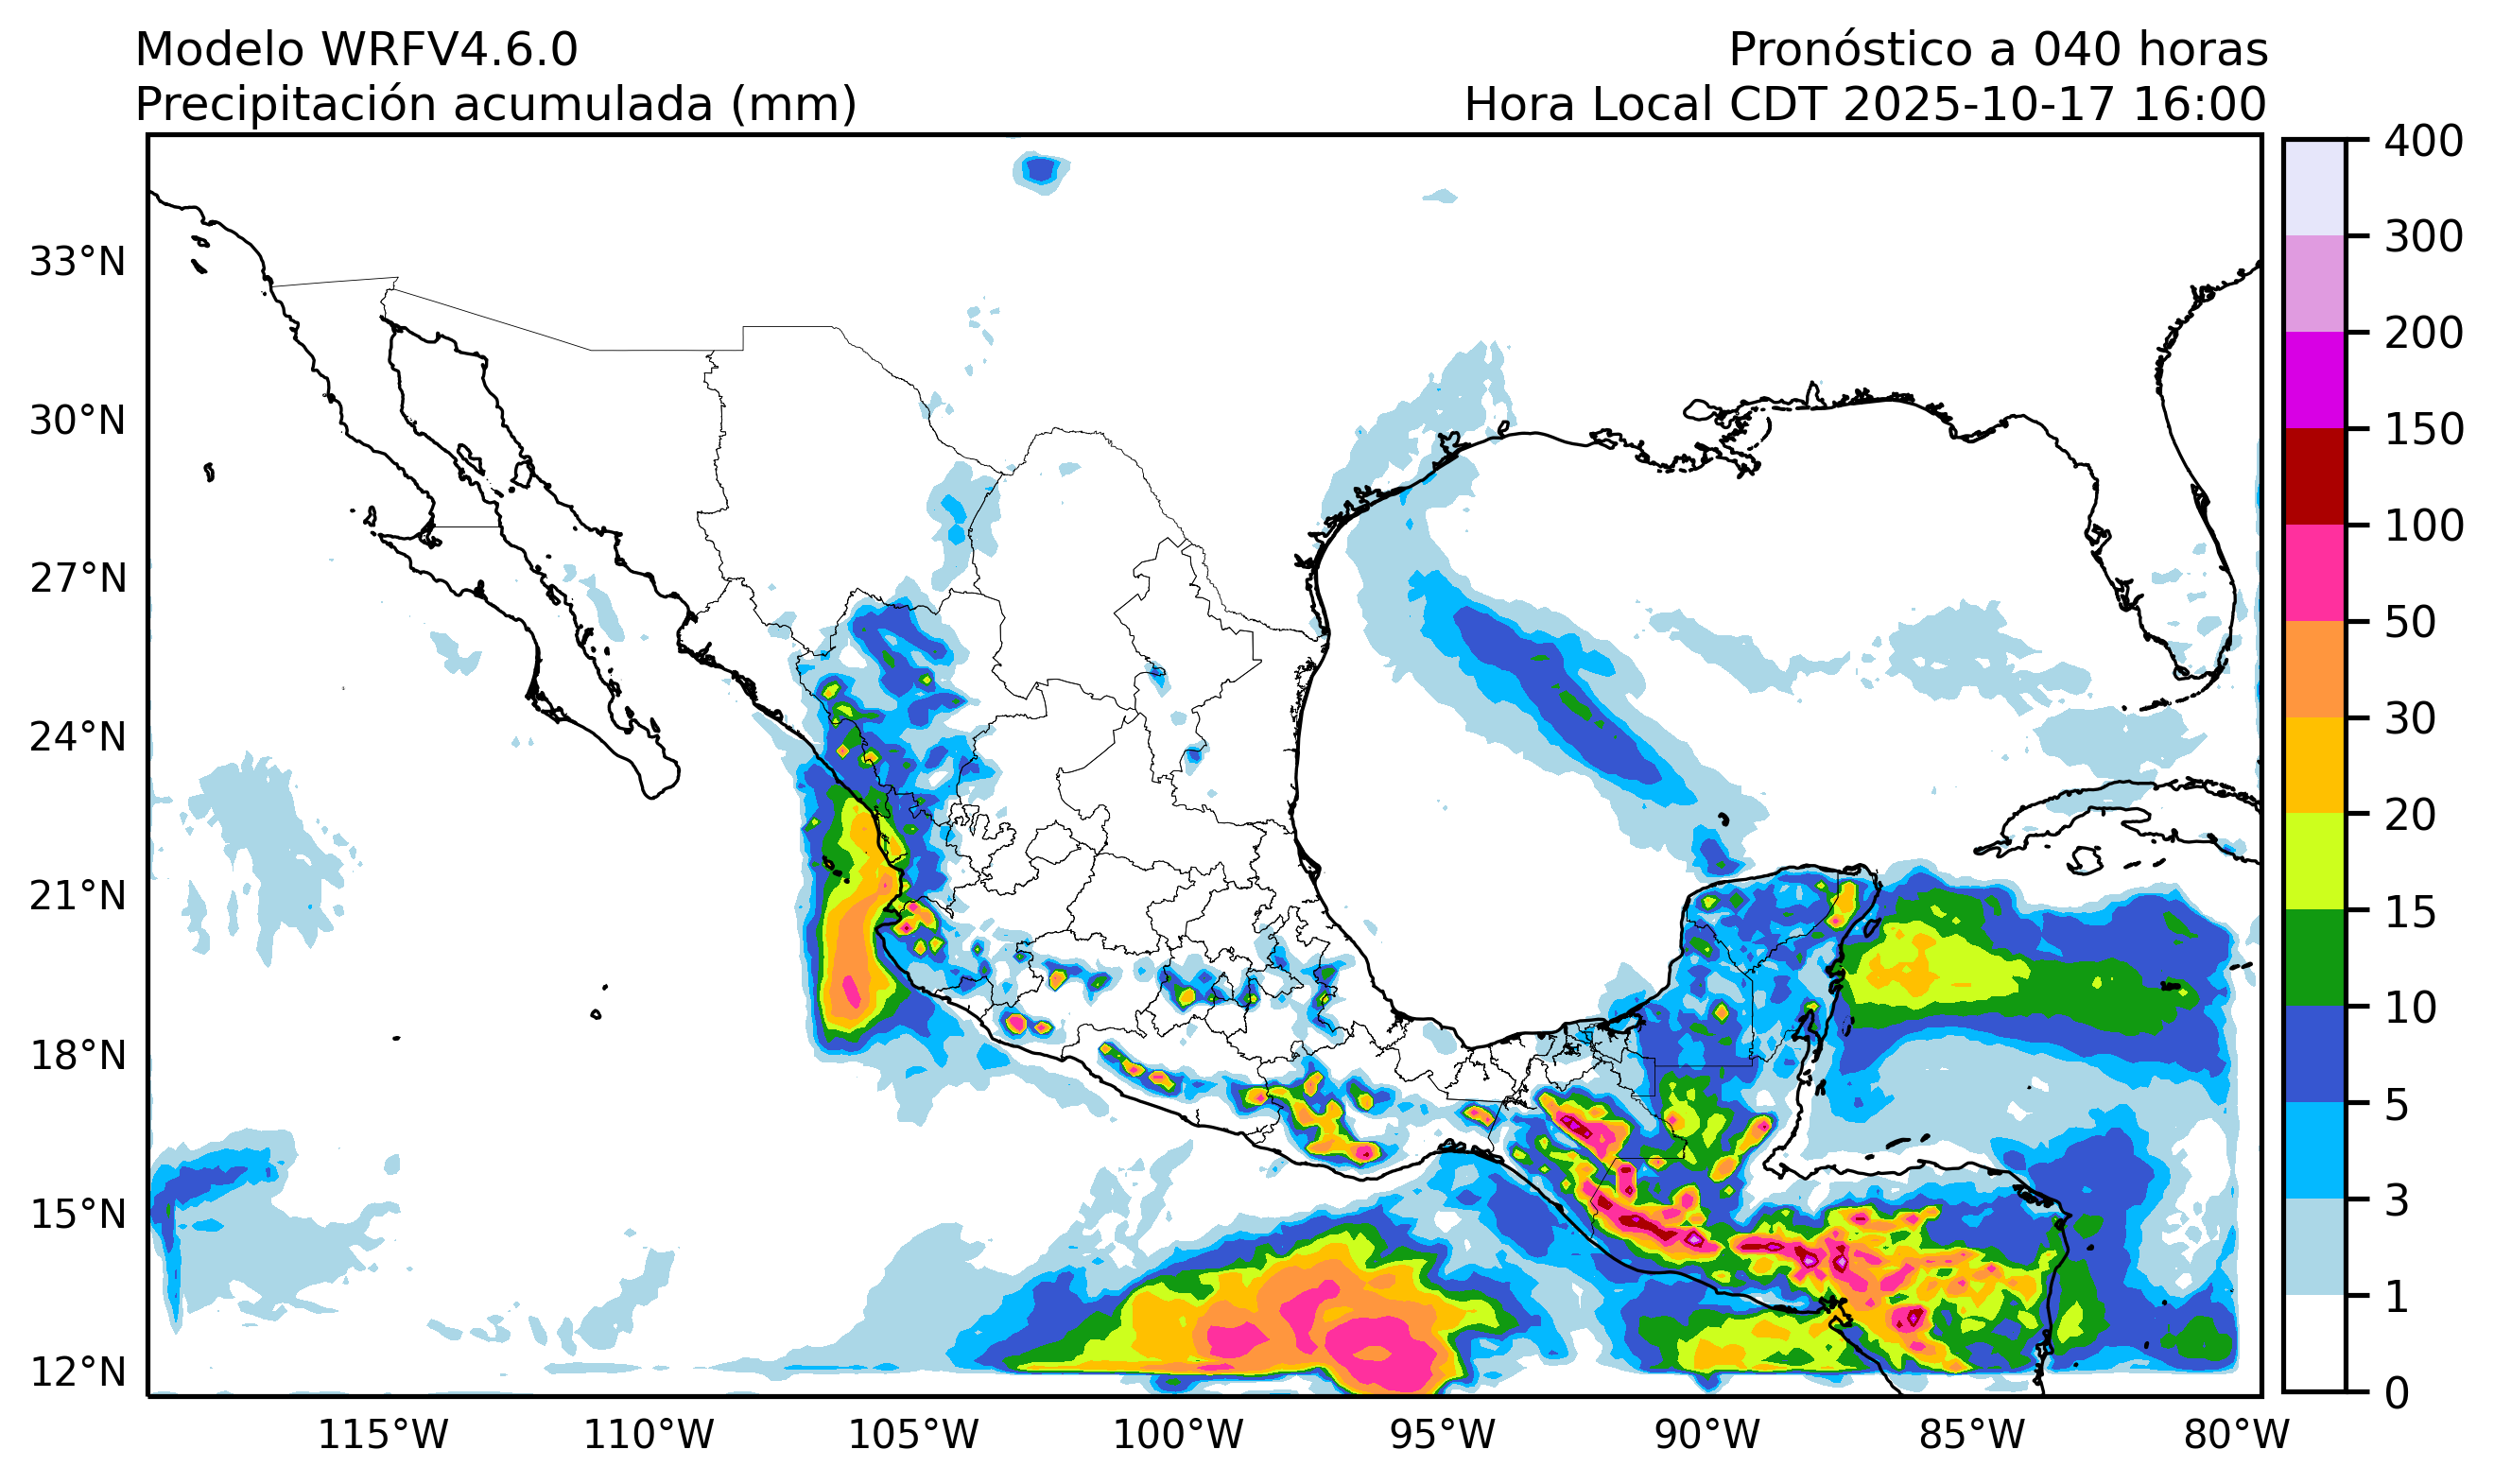 Modelo WRFV4.6.0
Pronóstico a 040 horas
Precipitación acumulada (mm)
Hora Local CDT 2025-10-17 16:00
33°N
30°N
27°N
24°N
21°N
18°N
15°N
12°N
115°W
110°W
105°W
100°W
95°W
90°W
85°W
80°W
400
300
200
150
100
50
30
20
15
10
5
3
1
0